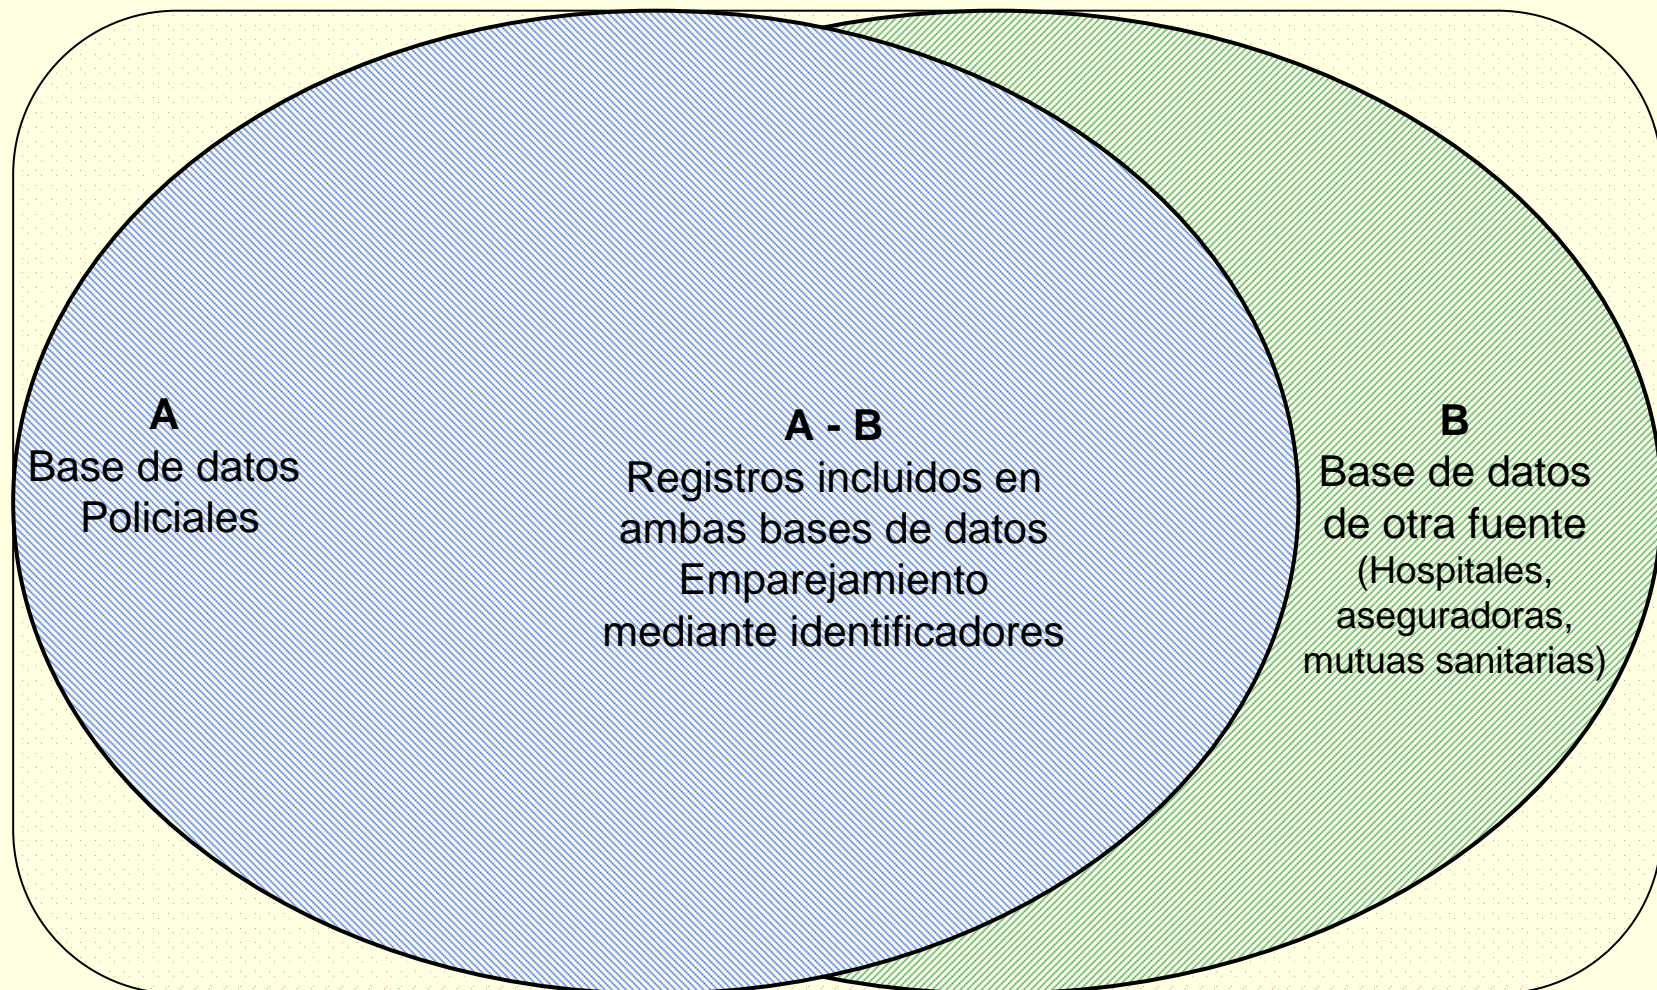 A
Base de datos
Policiales
A - B
Registros incluidos en
ambas bases de datos
Emparejamiento
mediante identificadores
B
Base de datos
de otra fuente
(Hospitales,
aseguradoras,
mutuas sanitarias)